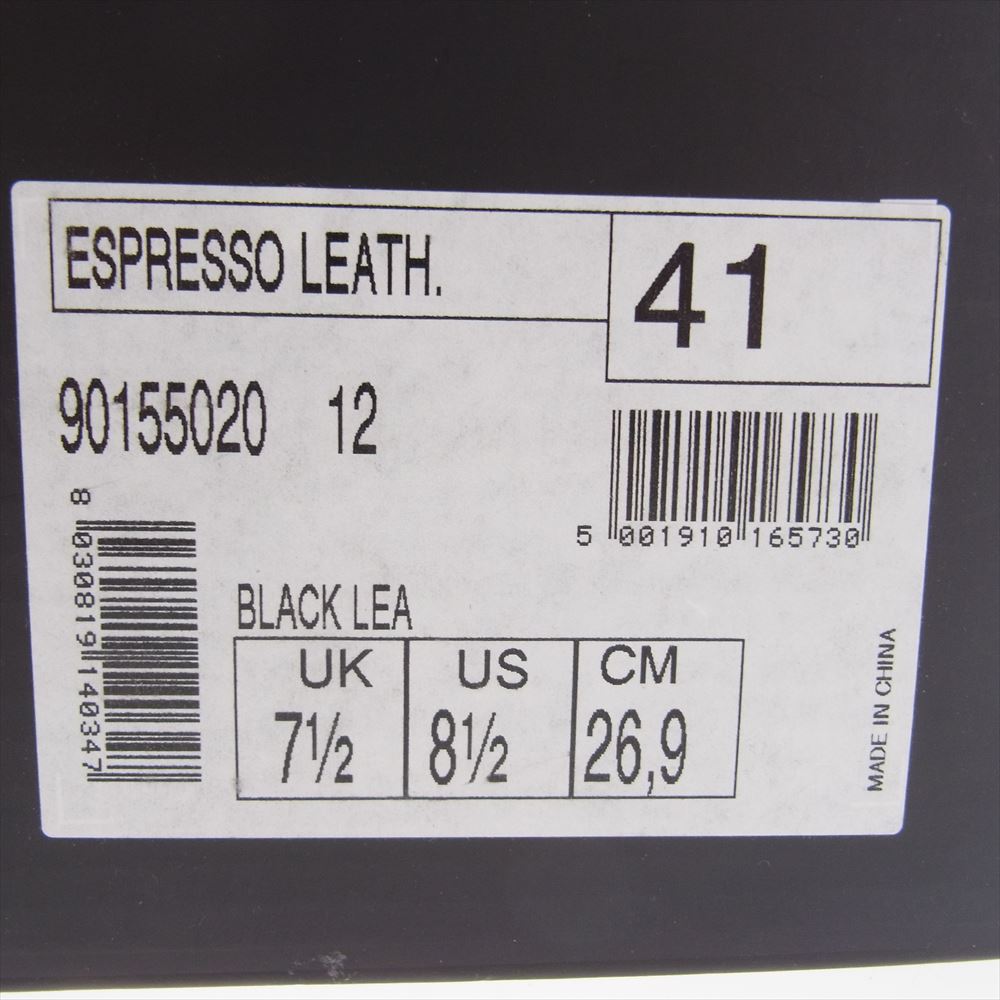 ESPRESSO LEATH.
41
90155020 12
5 001910 165730
8 030819 140347
BLACK LEA
UK US CM
7½ 8½ 26,9
MADE IN CHINA